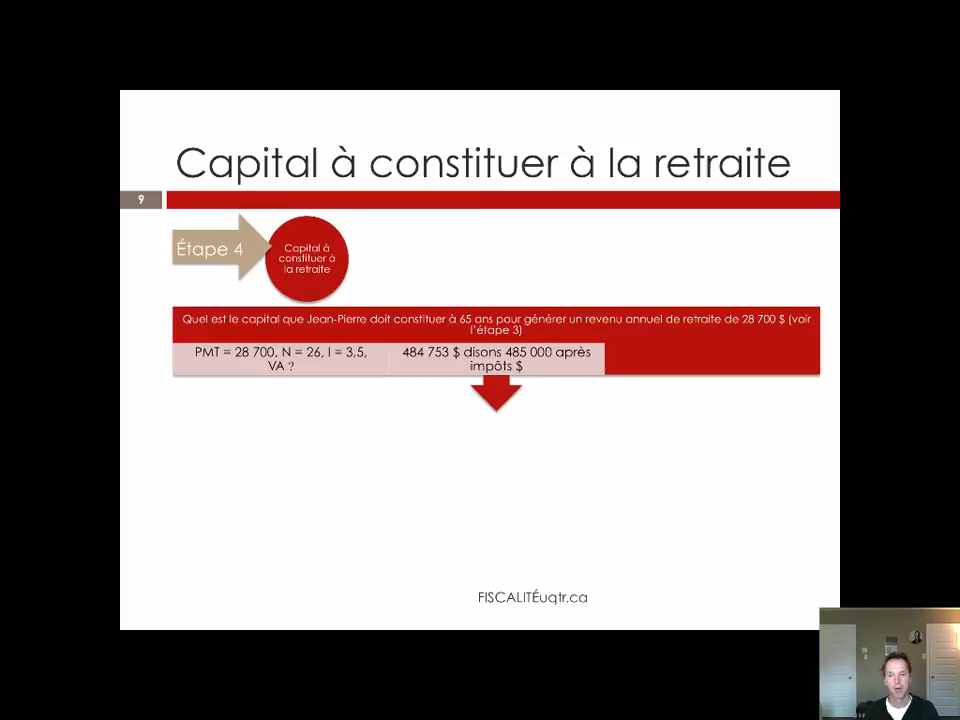 Capital à constituer à la retraite
9
Étape 4
Capital à
constituer à
la retraite
Quel est le capital que Jean-Pierre doit constituer à 65 ans pour générer un revenu annuel de retraite de 28 700 $ (voir
l'étape 3)
PMT = 28 700, N = 26, I = 3,5,
VA ?
484 753 $ disons 485 000 après
impôts $
FISCALITÉuqtr.ca